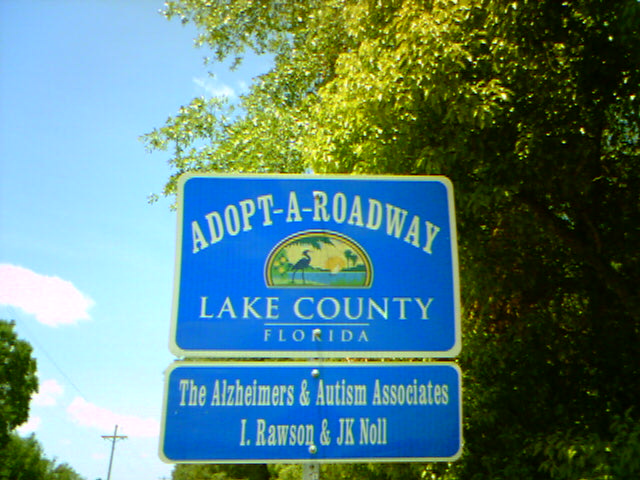 ADOPT-A-ROADWAY
LAKE COUNTY
FLORIDA
The Alzheimers & Autism Associates
I. Rawson & JK Noll